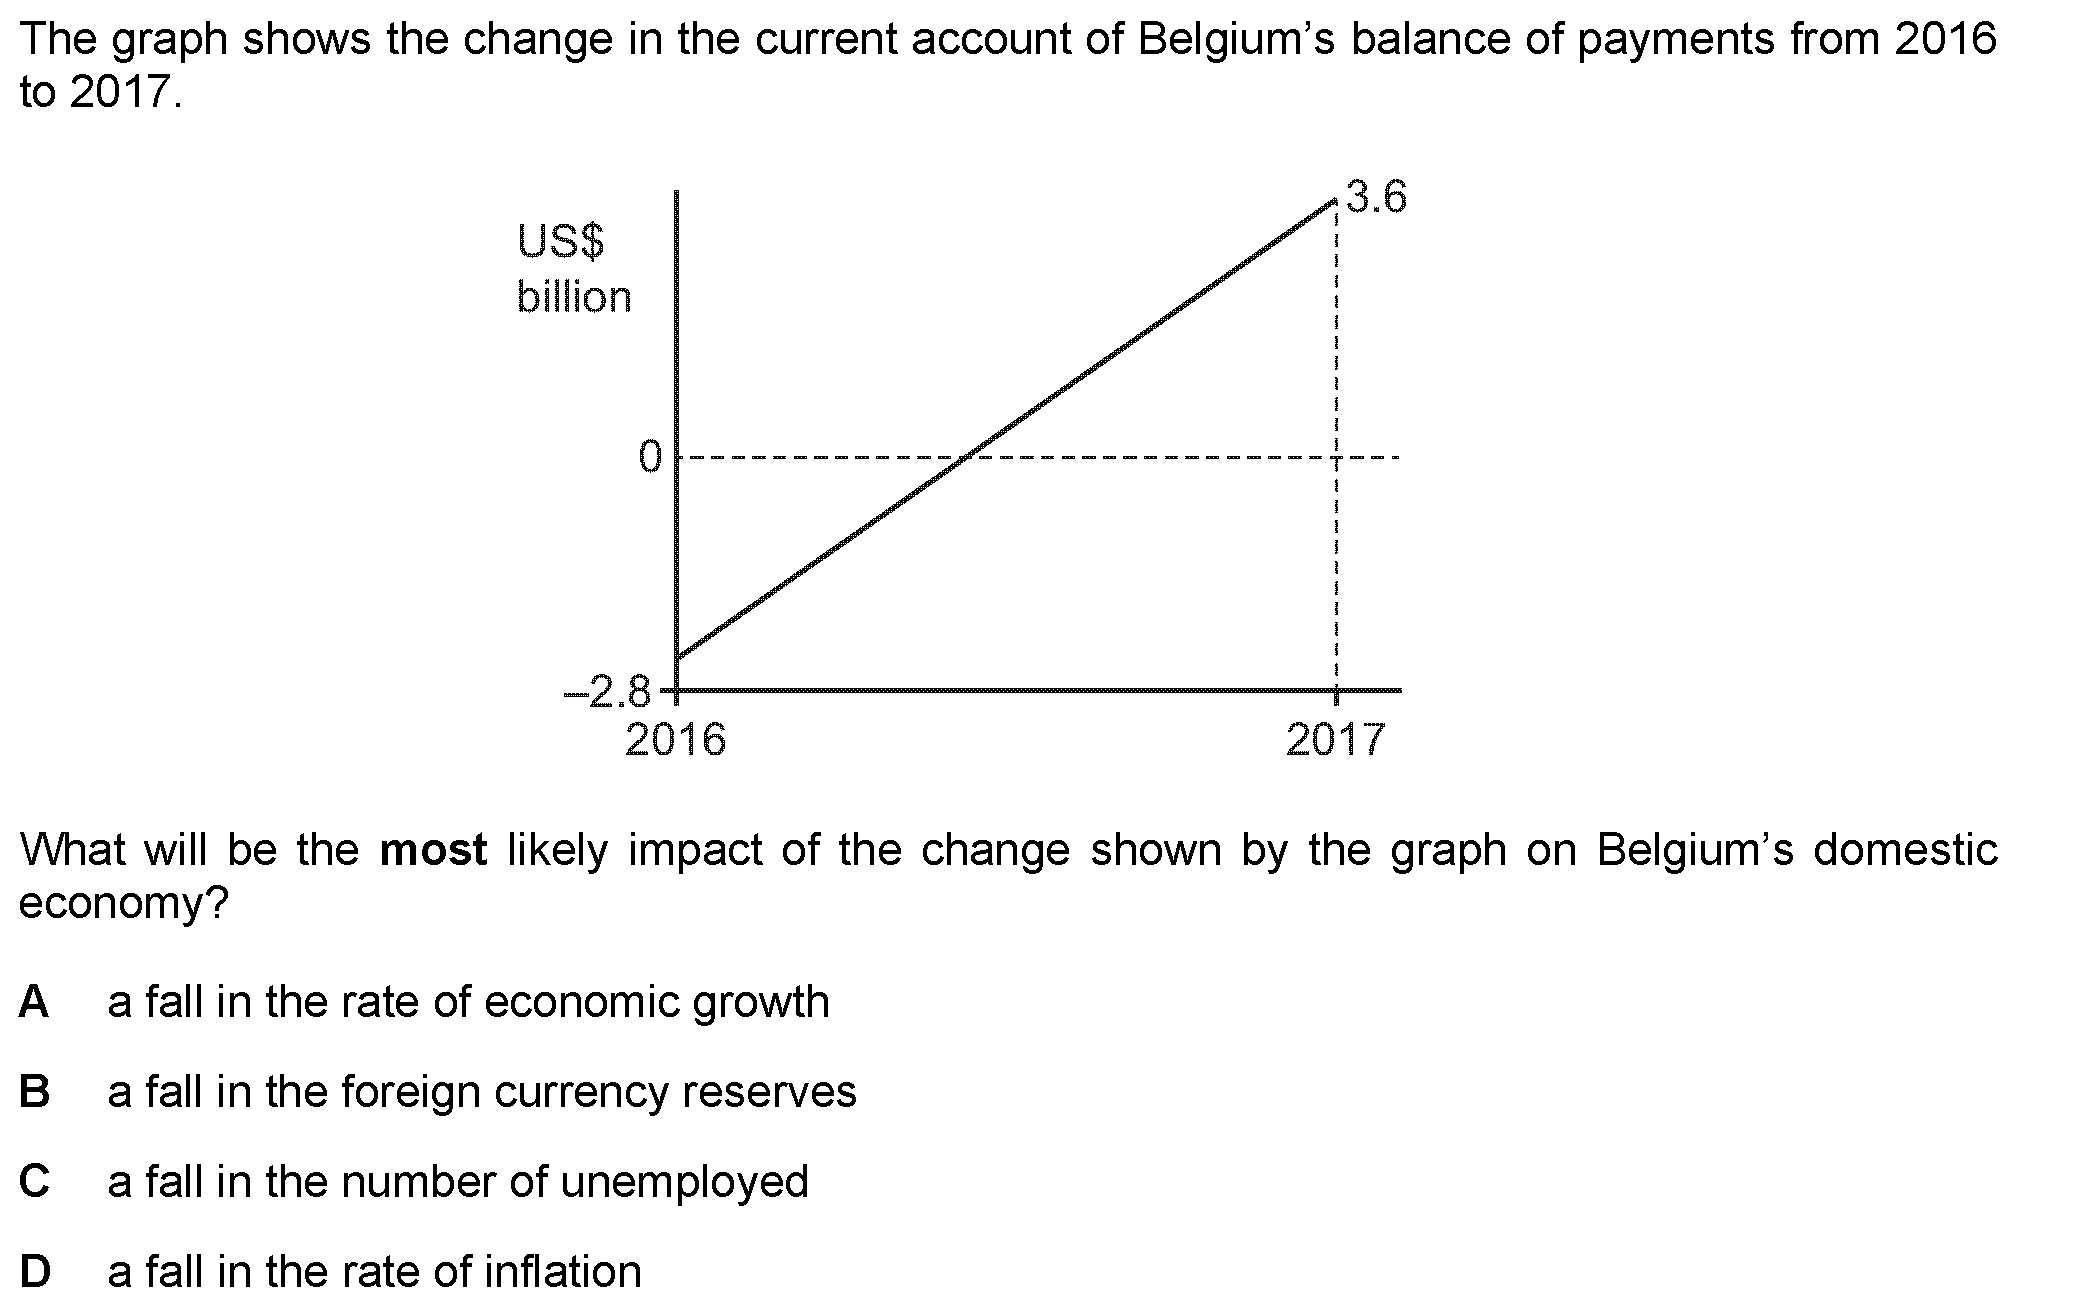 The graph shows the change in the current account of Belgium’s balance of payments from 2016
to 2017.
3.6
US$
billion
0
–2.8
2016
2017
What will be the most likely impact of the change shown by the graph on Belgium’s domestic
economy?
A a fall in the rate of economic growth
B a fall in the foreign currency reserves
C a fall in the number of unemployed
D a fall in the rate of inflation